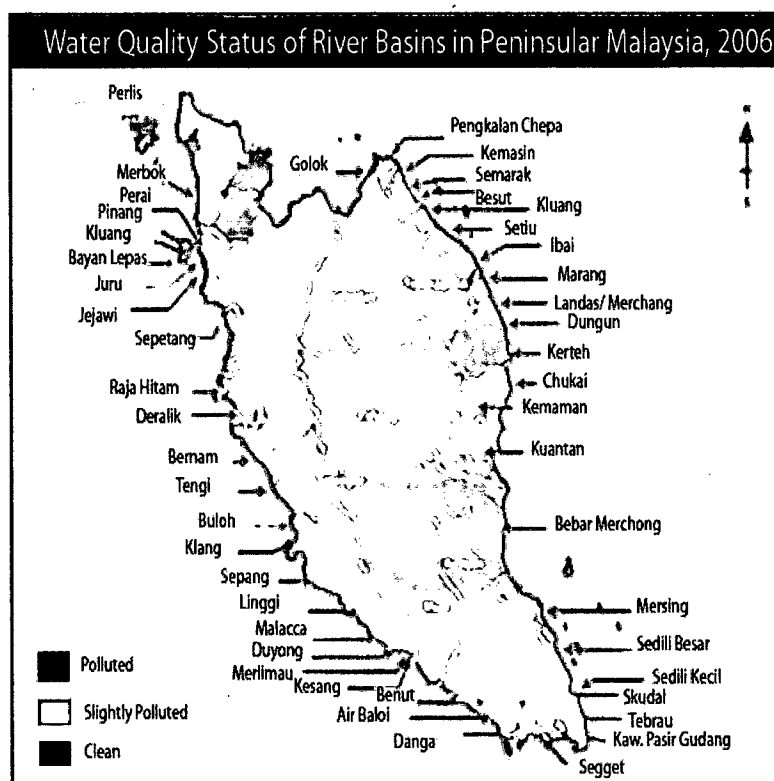 Water Quality Status of River Basins in Peninsular Malaysia, 2006
Perlis
Merbok
Perai
Pinang
Kluang
Bayan Lepas
Juru
Jejawi
Sepetang
Raja Hitam
Deralik
Bernam
Tengi
Buloh
Klang
Sepang
Linggi
Malacca
Duyong
Merlimau
Kesang
Benut
Air Baloi
Danga
Golok
Pengkalan Chepa
Kemasin
Semarak
Besut
Kluang
Setiu
Ibai
Marang
Landas/ Merchang
Dungun
Kerteh
Chukai
Kemaman
Kuantan
Bebar Merchong
Mersing
Sedili Besar
Sedili Kecil
Skudal
Tebrau
Kaw. Pasir Gudang
Segget
Polluted
Slightly Polluted
Clean